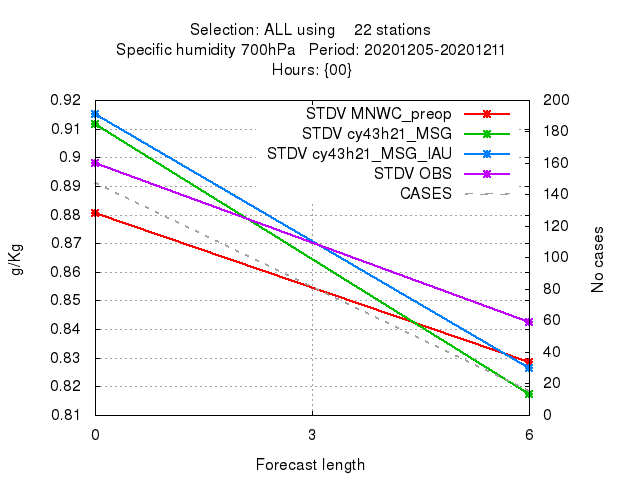 Selection: ALL using    22 stations
Specific humidity 700hPa   Period: 20201205-20201211
Hours: {00}
0.92
0.91
0.9
0.89
0.88
0.87
0.86
0.85
0.84
0.83
0.82
0.81
g/Kg
STDV MNWC_preop
STDV cy43h21_MSG
STDV cy43h21_MSG_IAU
STDV OBS
CASES
200
180
160
140
120
100
80
60
40
20
0
No cases
0 3 6
Forecast length